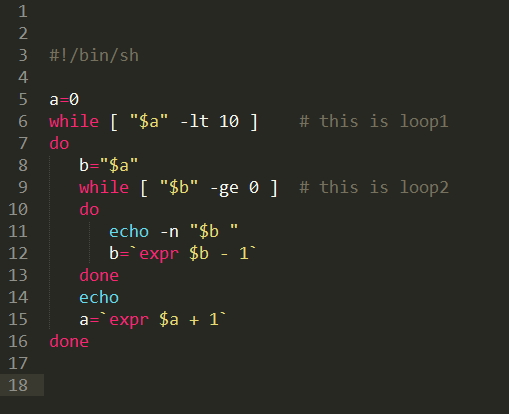 1
2
3 #!/bin/sh
4
5 a=0
6 while [ "$a" -lt 10 ]    # this is loop1
7 do
8    b="$a"
9    while [ "$b" -ge 0 ]  # this is loop2
10    do
11       echo -n "$b "
12       b=`expr $b - 1`
13    done
14    echo
15    a=`expr $a + 1`
16 done
17
18